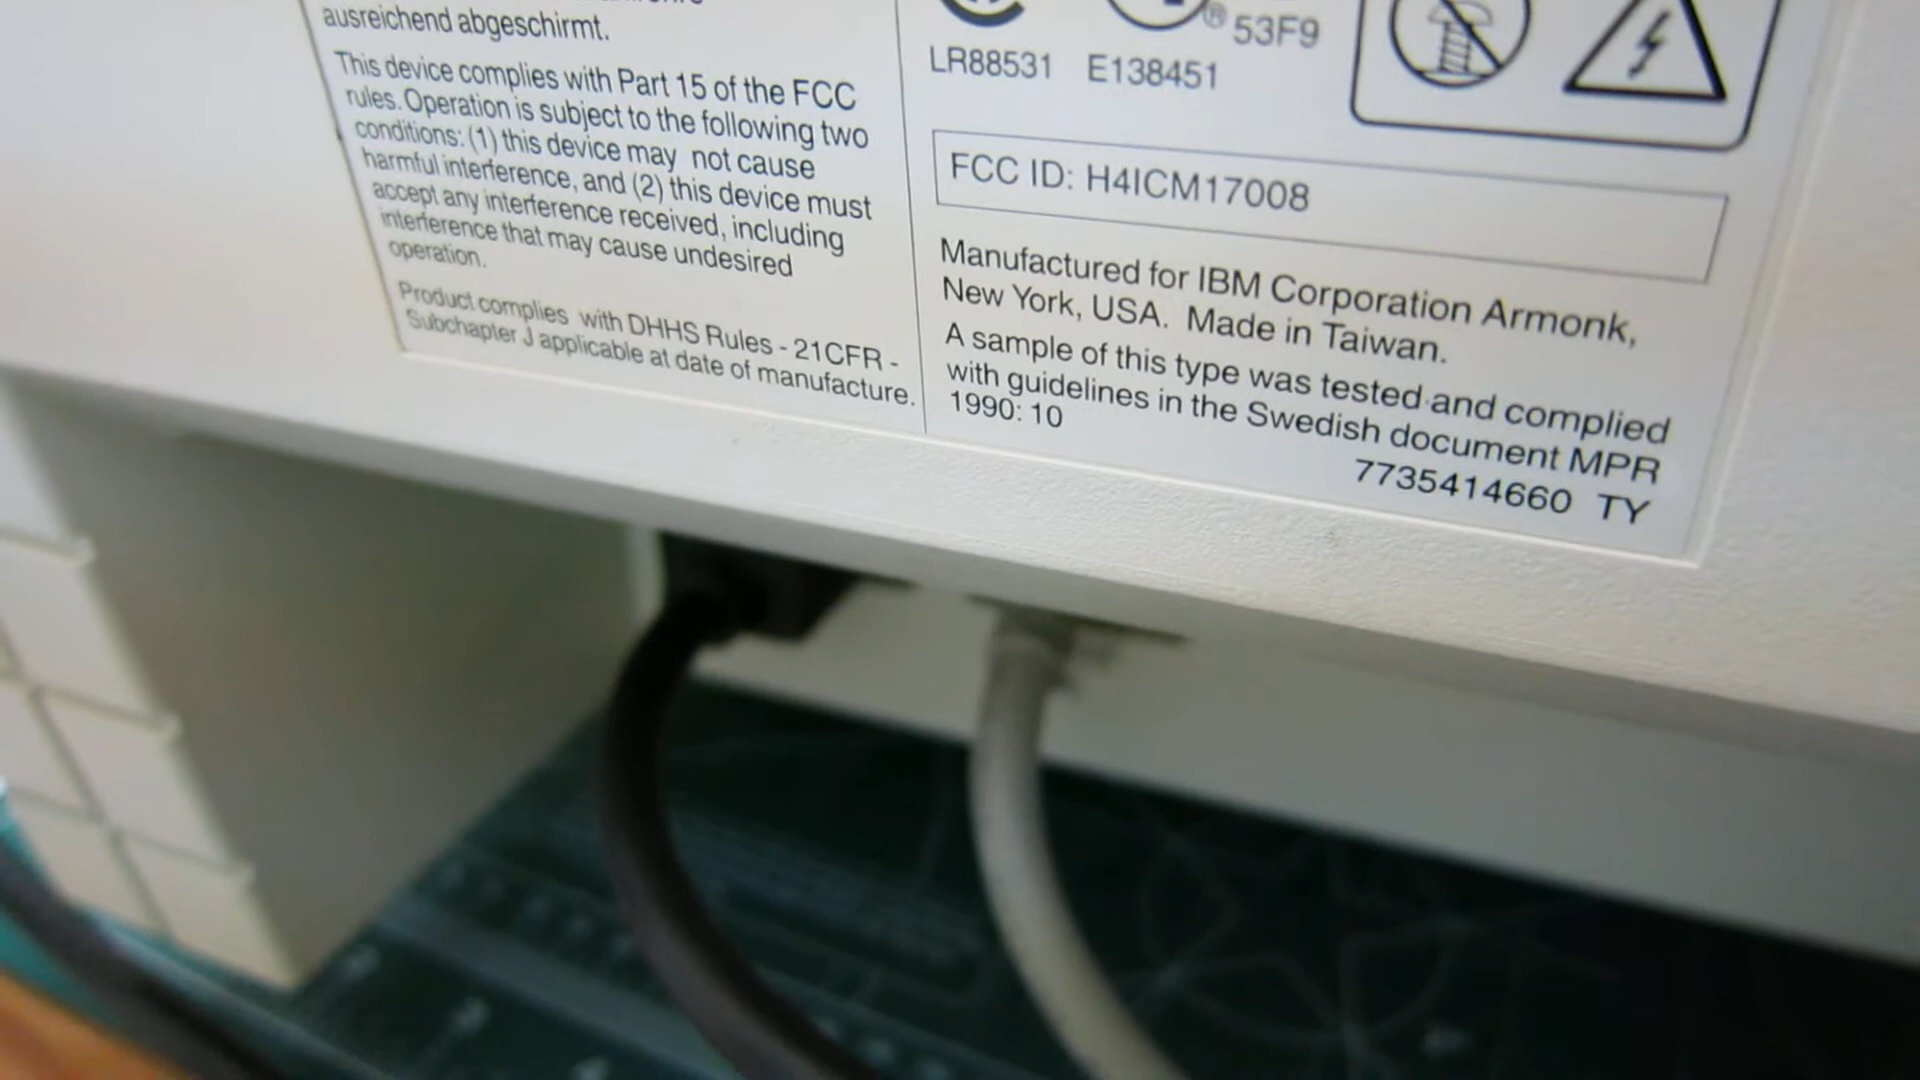 ausreichend abgeschirmt.
This device complies with Part 15 of the FCC
rules. Operation is subject to the following two
conditions: (1) this device may not cause
harmful interference, and (2) this device must
accept any interference received, including
interference that may cause undesired
operation.
Product complies with DHHS Rules - 21CFR -
Subchapter J applicable at date of manufacture.
® 53F9
LR88531 E138451
FCC ID: H4ICM17008
Manufactured for IBM Corporation Armonk,
New York, USA. Made in Taiwan.
A sample of this type was tested and complied
with guidelines in the Swedish document MPR
1990: 10
7735414660 TY